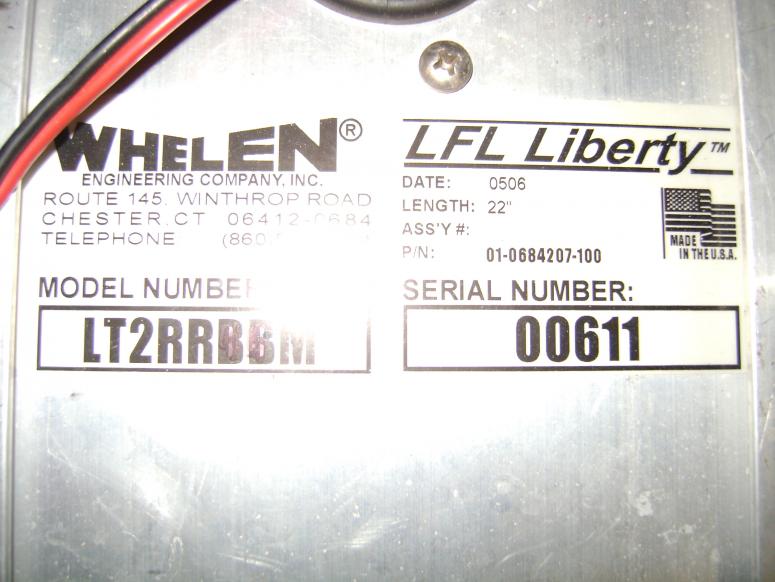 WHELEN®
ENGINEERING COMPANY, INC.
ROUTE 145, WINTHROP ROAD
CHESTER, CT 06412-0684
TELEPHONE (860)
MODEL NUMBER
LT2RRBBM
LFL Liberty™
DATE: 0506
LENGTH: 22"
ASS'Y #:
P/N: 01-0684207-100
MADE
IN THE U.S.A.
SERIAL NUMBER:
00611